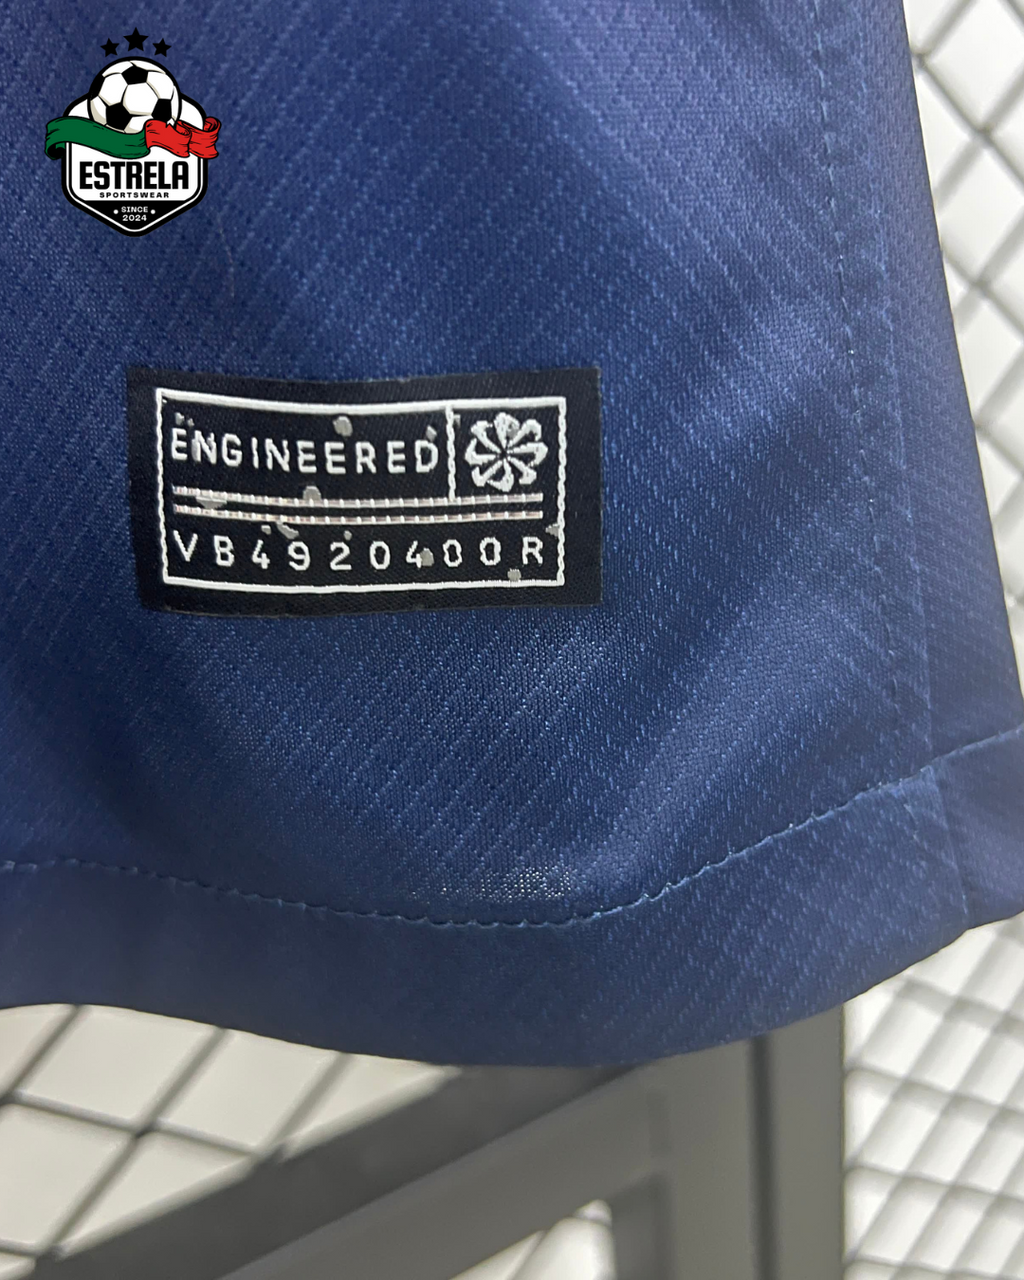 ESTRELA
SPORTSWEAR
SINCE
2024
ENGINEERED
VB4920400R